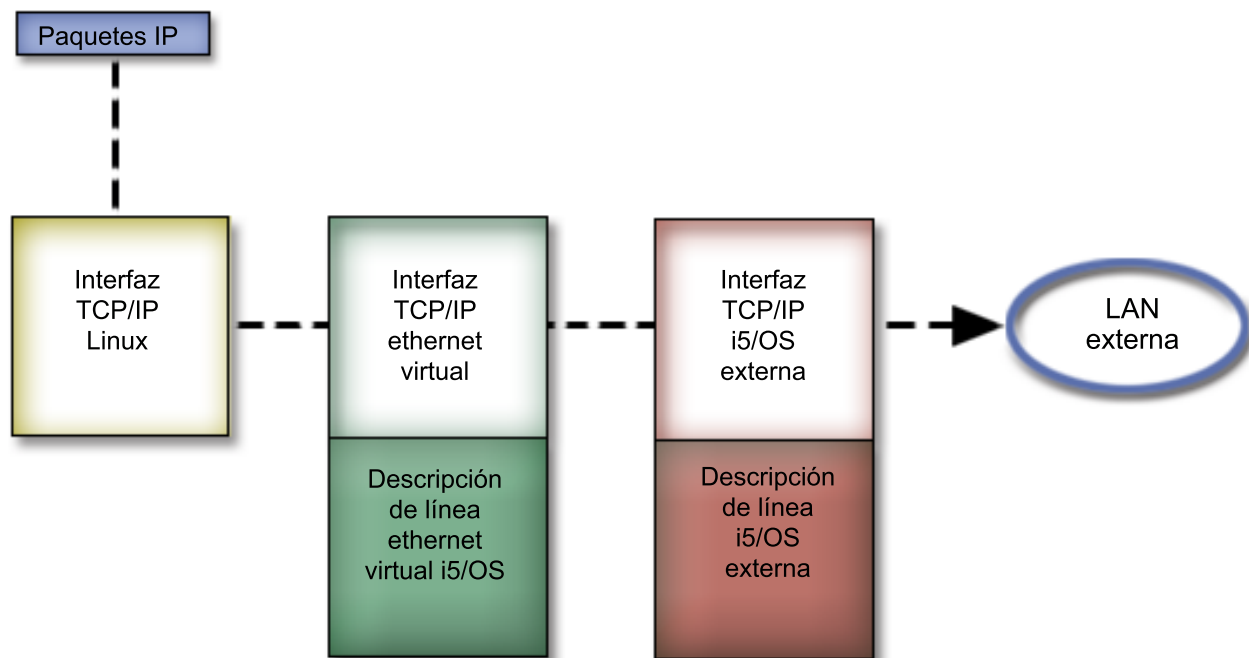 Paquetes IP
Interfaz
TCP/IP
Linux
Interfaz
TCP/IP
ethernet
virtual
Interfaz
TCP/IP
i5/OS
externa
LAN
externa
Descripción
de línea
ethernet
virtual i5/OS
Descripción
de línea
i5/OS
externa